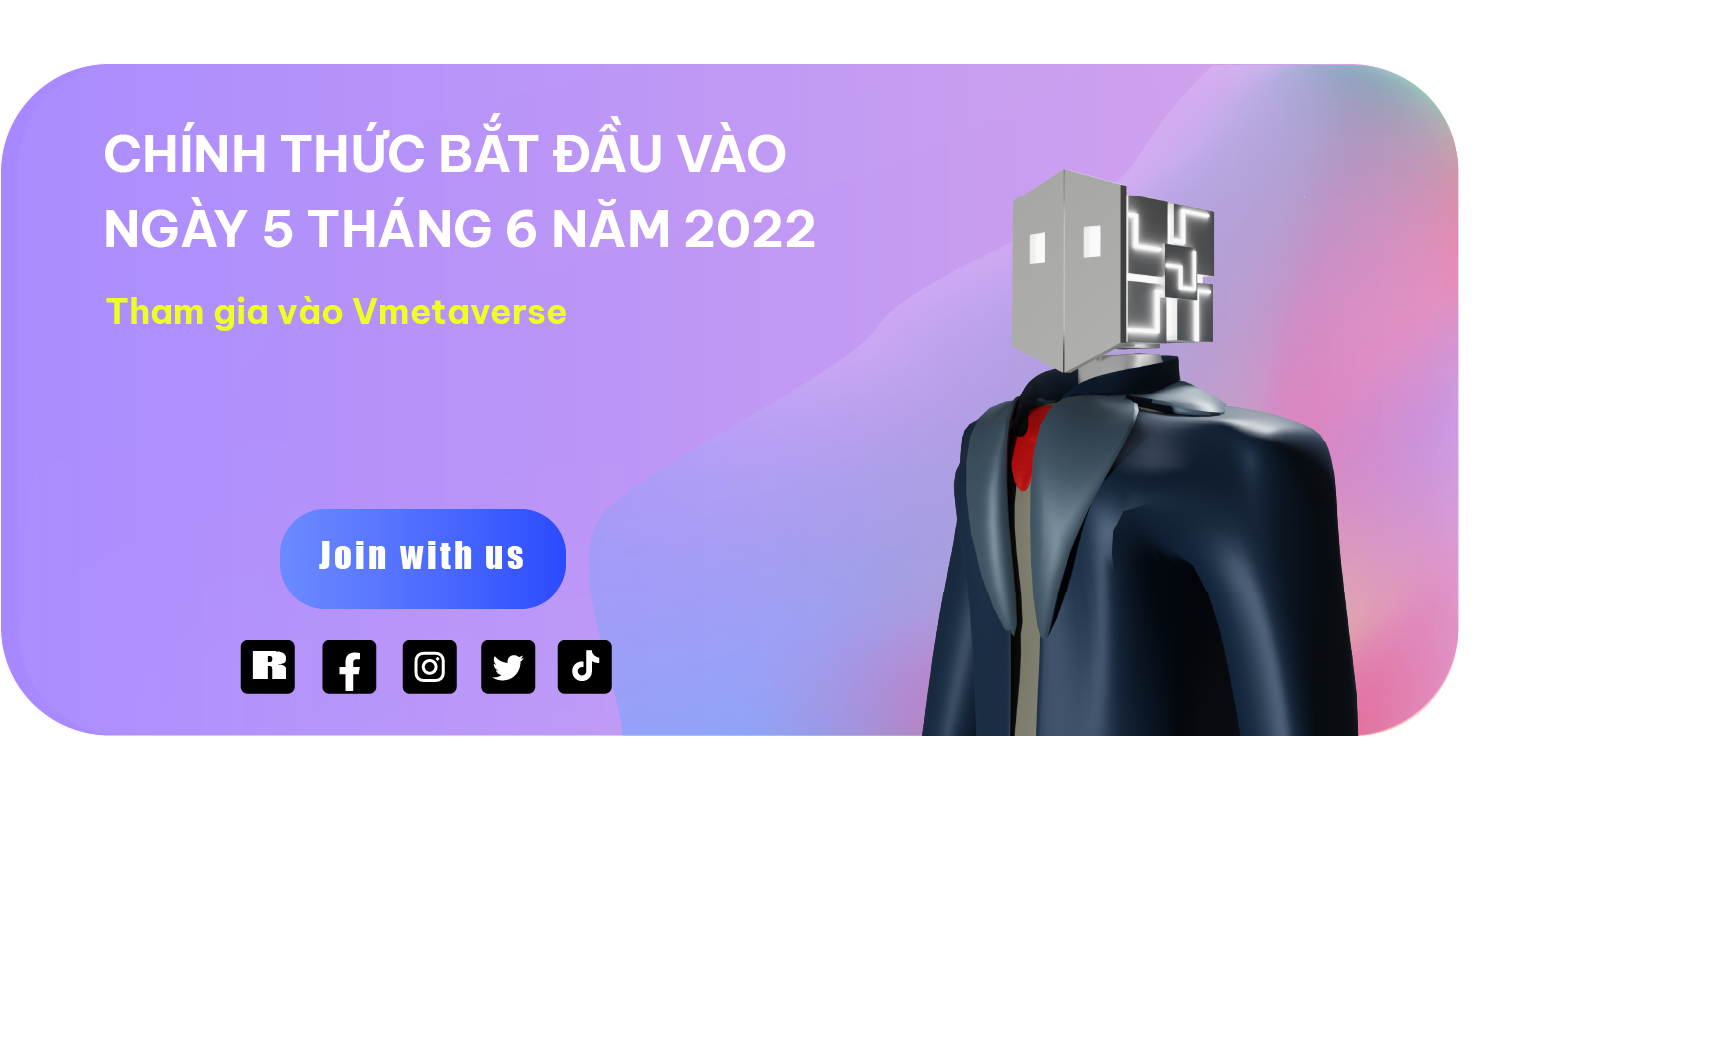 CHÍNH THỨC BẮT ĐẦU VÀO
NGÀY 5 THÁNG 6 NĂM 2022
Tham gia vào Vmetaverse
Join with us